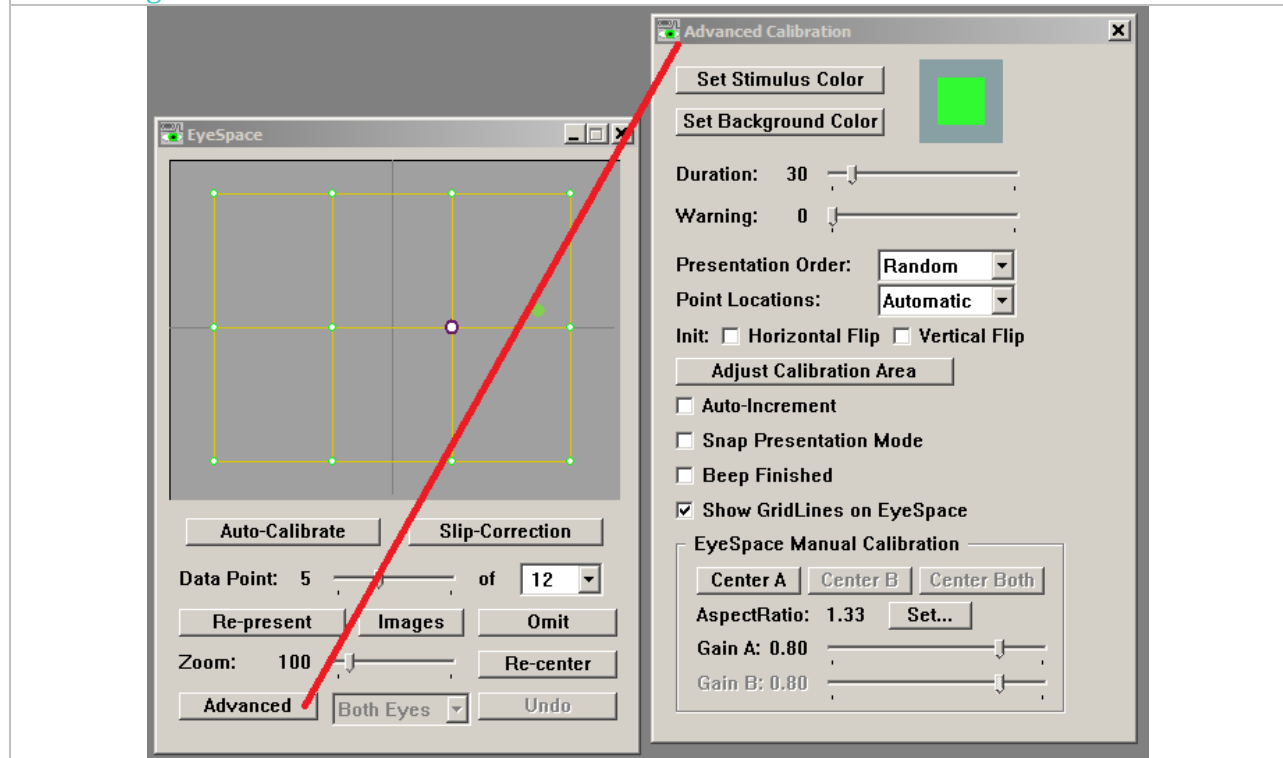 EyeSpace
Auto-Calibrate Slip-Correction
Data Point: 5 of 12
Re-present Images Omit
Zoom: 100 Re-center
Advanced Both Eyes Undo
Advanced Calibration
Set Stimulus Color
Set Background Color
Duration: 30
Warning: 0
Presentation Order: Random
Point Locations: Automatic
Init: Horizontal Flip Vertical Flip
Adjust Calibration Area
Auto-Increment
Snap Presentation Mode
Beep Finished
Show GridLines on EyeSpace
EyeSpace Manual Calibration
Center A Center B Center Both
AspectRatio: 1.33 Set...
Gain A: 0.80
Gain B: 0.80